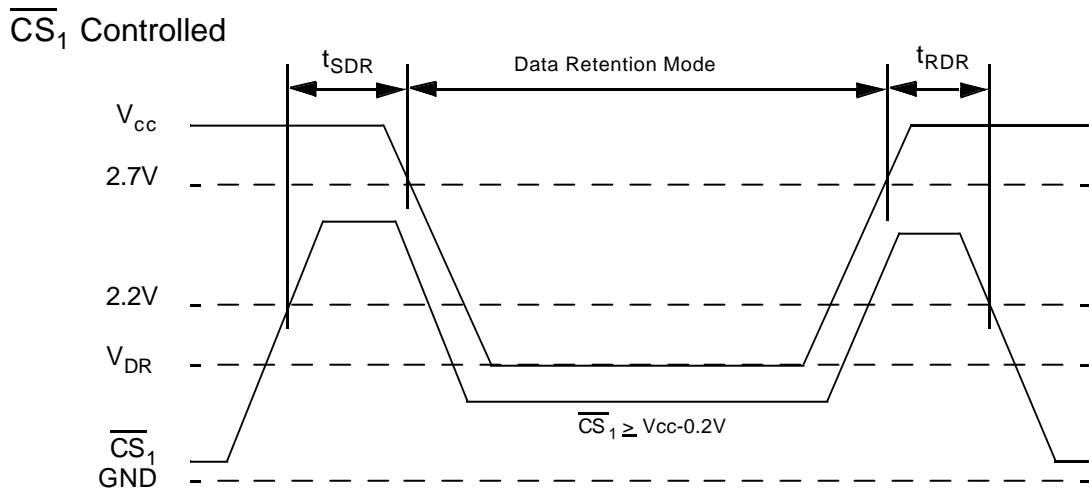 CS₁ Controlled
tSDR Data Retention Mode tRDR
Vcc
2.7V
2.2V
VDR
CS₁ ≥ Vcc-0.2V
CS₁
GND